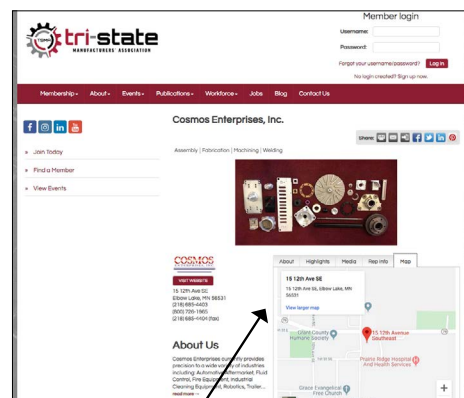 Member login
Username:
Password:
Forgot your username/password? Log in
No login created? Sign up now.
TSMA
tri-state
MANUFACTURERS' ASSOCIATION
Membership About Events Publications Workforce Jobs Blog Contact Us
Cosmos Enterprises, Inc.
Share:
» Join Today
» Find a Member
» View Events
Assembly | Fabrication | Machining | Welding
COSMOS
VISIT WEBSITE
15 12th Ave SE
Elbow Lake, MN 56531
(218) 685-4403
(800) 726-1965
(218) 685-4404 (fax)
About Highlights Media Rep Info Map
15 12th Ave SE
15 12th Ave SE, Elbow Lake, MN
56531
View larger map
Grant County
Humane Society
15 12th Avenue
Southeast
Prairie Ridge Hospital
And Health Services
Grace Evangelical
Free Church
+
About Us
Cosmos Enterprises currently provides
precision to a wide variety of industries
including: Automotive Aftermarket, Fluid
Control, Fire Equipment, Industrial
Cleaning Equipment, Robotics, Trailer...
read more